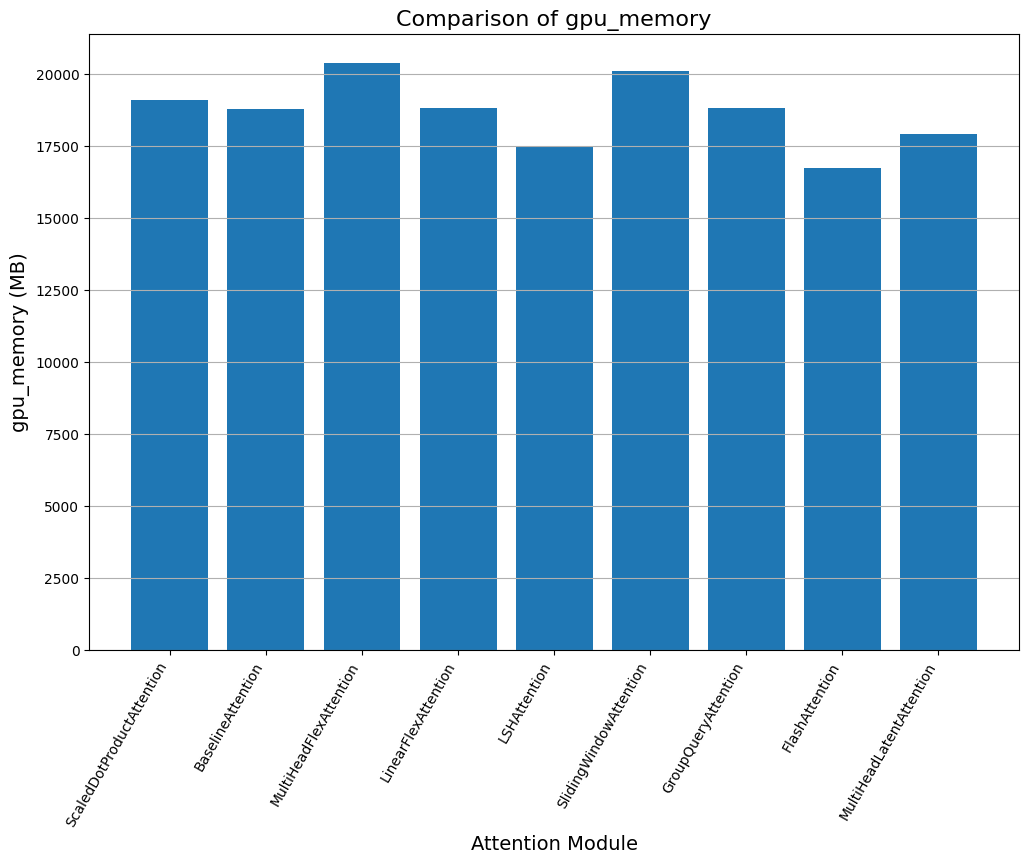 Comparison of gpu_memory
gpu_memory (MB)
20000
17500
15000
12500
10000
7500
5000
2500
0
ScaledDotProductAttention
BaselineAttention
MultiHeadFlexAttention
LinearFlexAttention
LSHAttention
SlidingWindowAttention
GroupQueryAttention
FlashAttention
MultiHeadLatentAttention
Attention Module